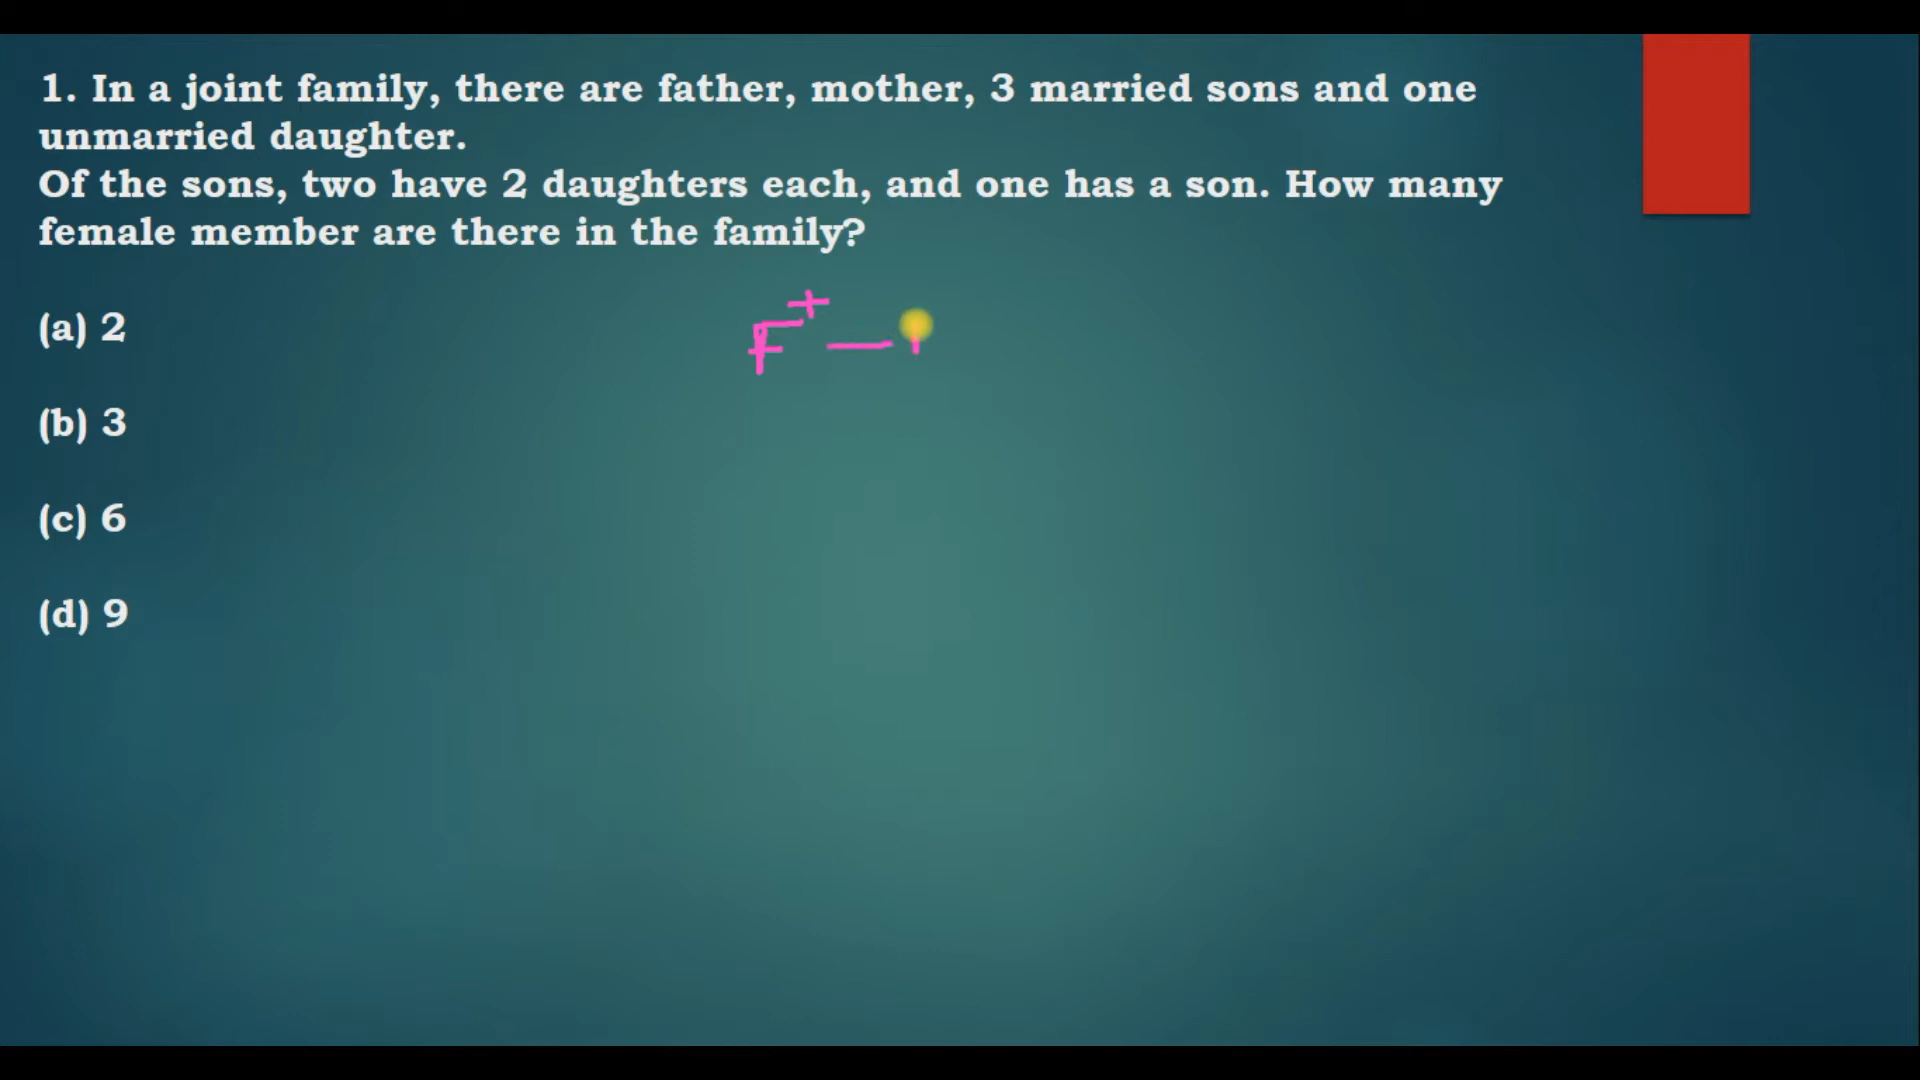 1. In a joint family, there are father, mother, 3 married sons and one
unmarried daughter.
Of the sons, two have 2 daughters each, and one has a son. How many
female member are there in the family?
F+ —
(a) 2
(b) 3
(c) 6
(d) 9